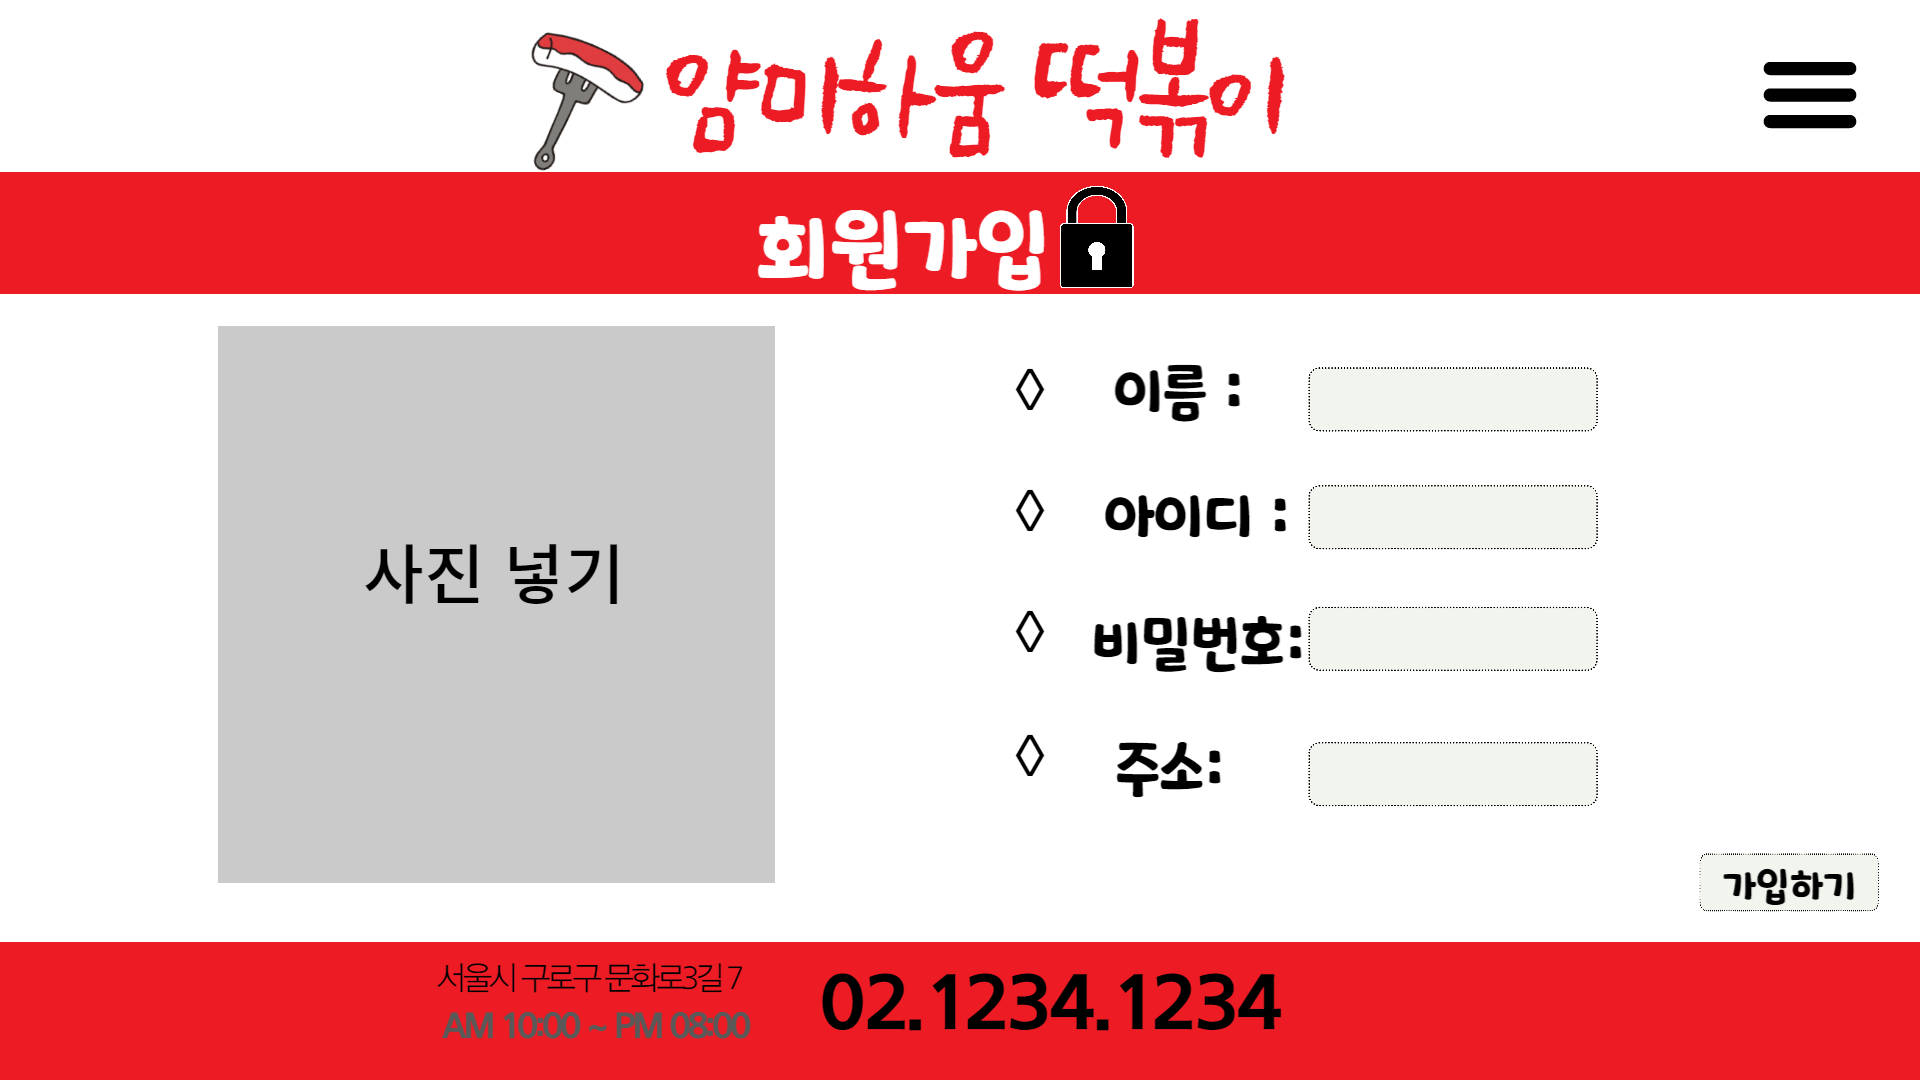 얌미하움 떡볶이
회원가입
사진 넣기
◊ 이름 :
◊ 아이디 :
◊ 비밀번호:
◊ 주소:
가입하기
서울시 구로구 문화로3길 7
AM 10:00 ~ PM 08:00
02.1234.1234